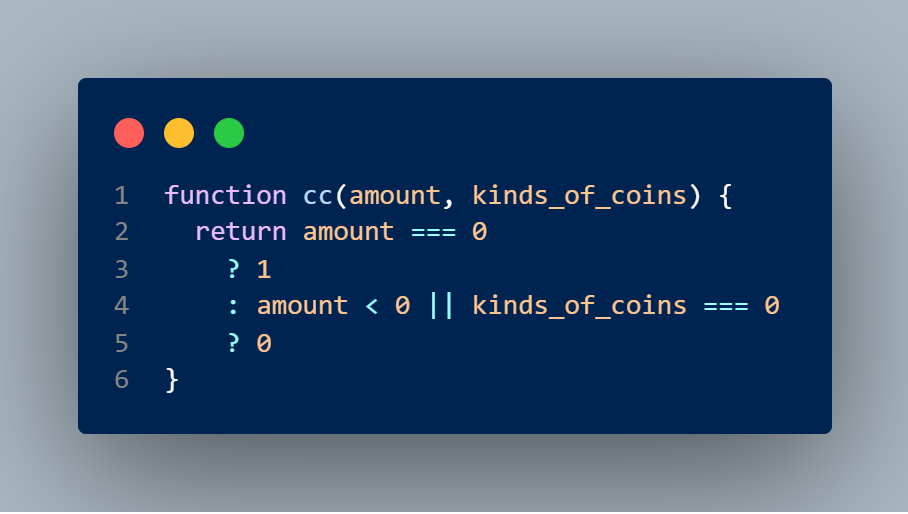 1 function cc(amount, kinds_of_coins) {
2   return amount === 0
3     ? 1
4     : amount < 0 || kinds_of_coins === 0
5     ? 0
6 }